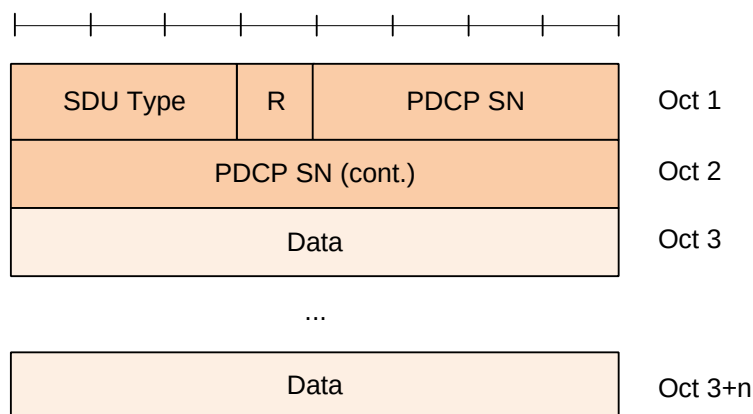 SDU Type R PDCP SN Oct 1
PDCP SN (cont.) Oct 2
Data Oct 3
...
Data Oct 3+n